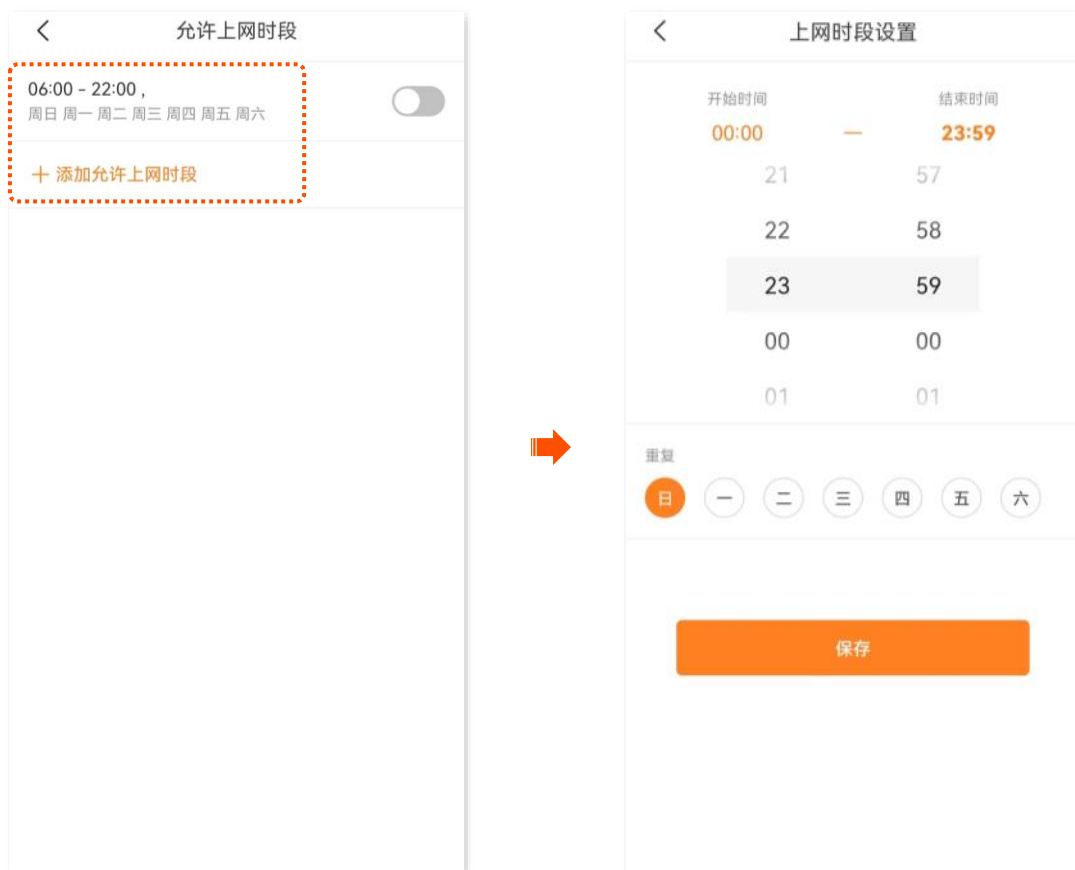 允许上网时段
06:00 - 22:00 ,
周日 周一 周二 周三 周四 周五 周六
+ 添加允许上网时段
上网时段设置
开始时间 结束时间
00:00 — 23:59
21 57
22 58
23 59
00 00
01 01
重复
日 一 二 三 四 五 六
保存